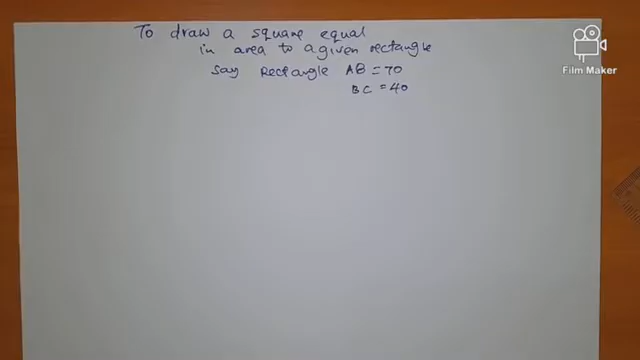 To draw a square equal
in area to a given rectangle
say Rectangle AB = 70
BC = 40
Film Maker